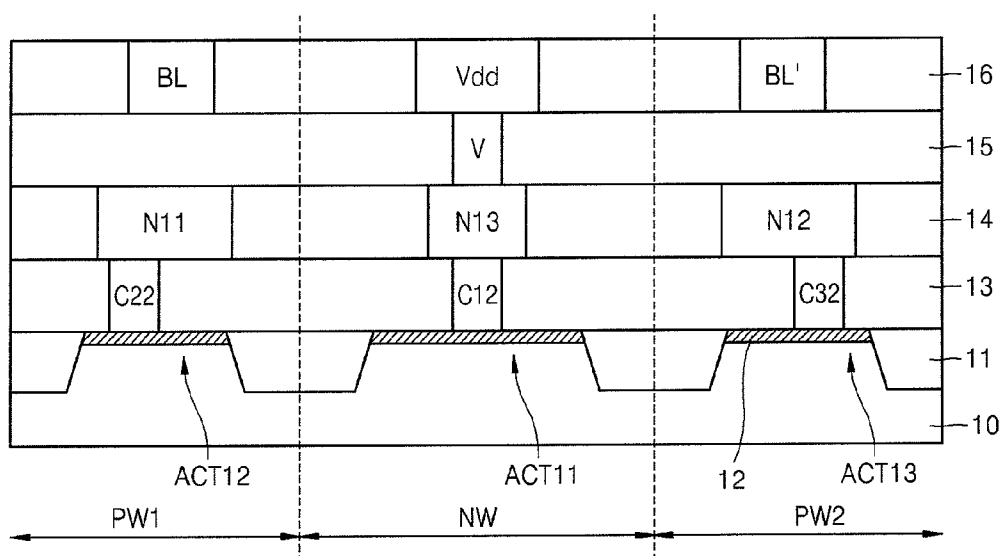 BL Vdd BL' 16
V 15
N11 N13 N12 14
C22 C12 C32 13
11
10
ACT12 ACT11 12 ACT13
PW1 NW PW2